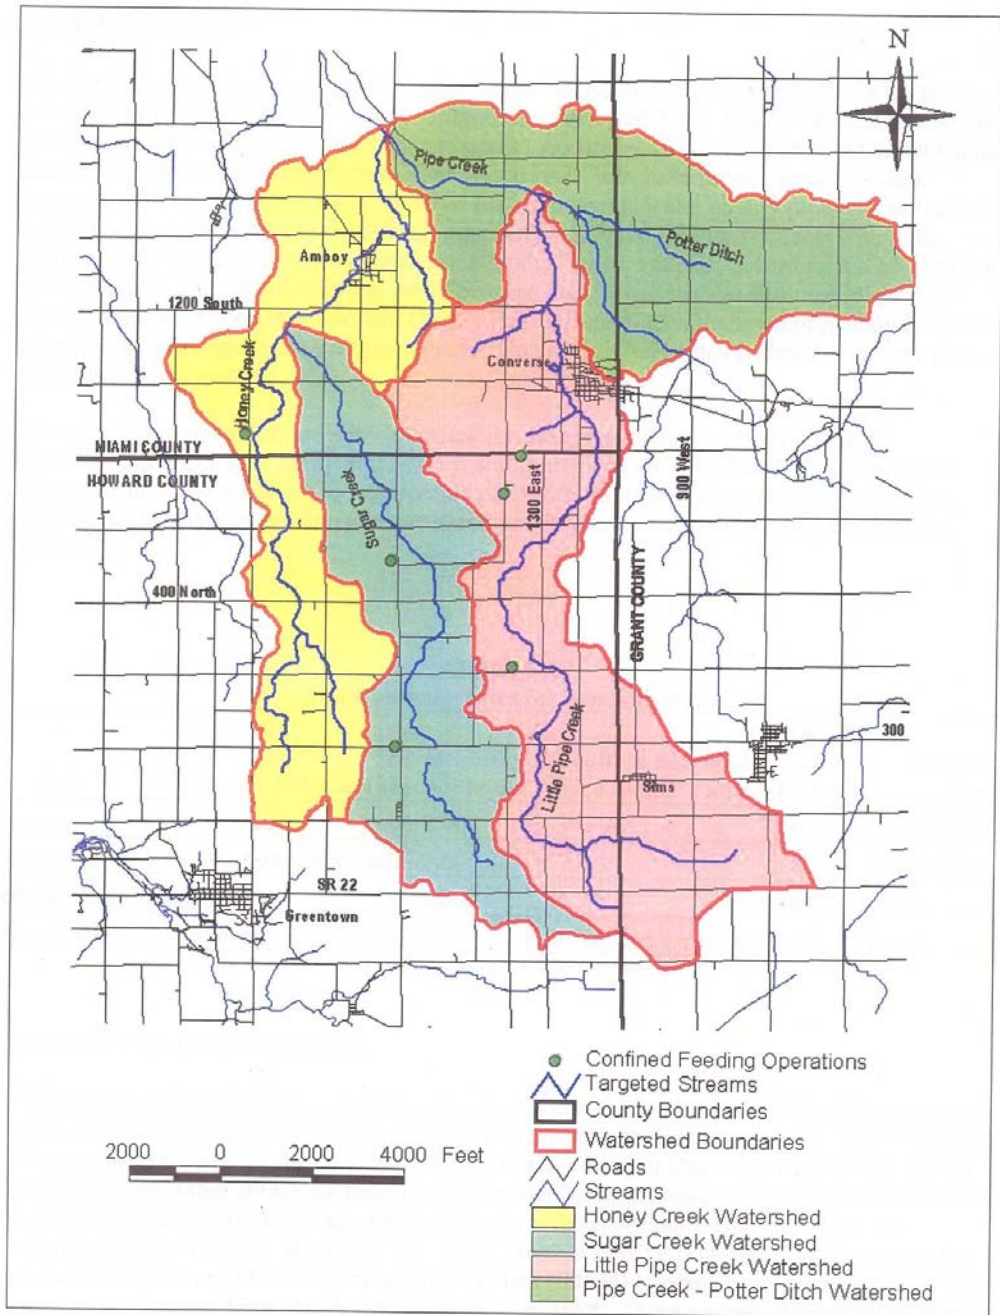 N
Pipe Creek
Potter Ditch
Amboy
1200 South
Converse
Honey Creek
MIAMI COUNTY
HOWARD COUNTY
900 West
1300 East
Sugar Creek
400 North
GRANT COUNTY
300
Little Pipe Creek
Sims
SR 22
Greentown
Confined Feeding Operations
Targeted Streams
County Boundaries
Watershed Boundaries
2000 0 2000 4000 Feet
Roads
Streams
Honey Creek Watershed
Sugar Creek Watershed
Little Pipe Creek Watershed
Pipe Creek - Potter Ditch Watershed